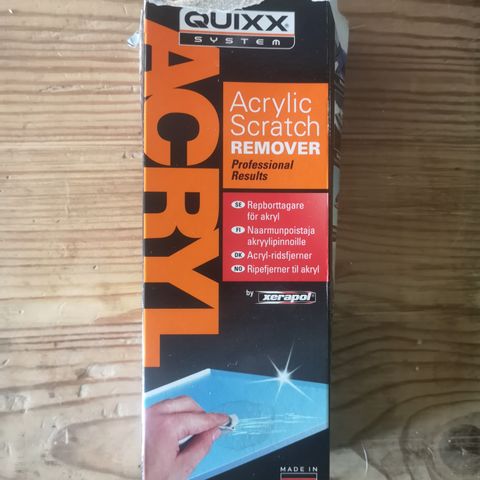 QUIXX®
SYSTEM
ACRYL
Acrylic
Scratch
REMOVER
Professional
Results
SE Repborttagare
för akryl
FI Naarmunpoistaja
akryylipinnoille
DK Acryl-ridsfjerner
NO Ripefjerner til akryl
by xerapol®
MADE IN